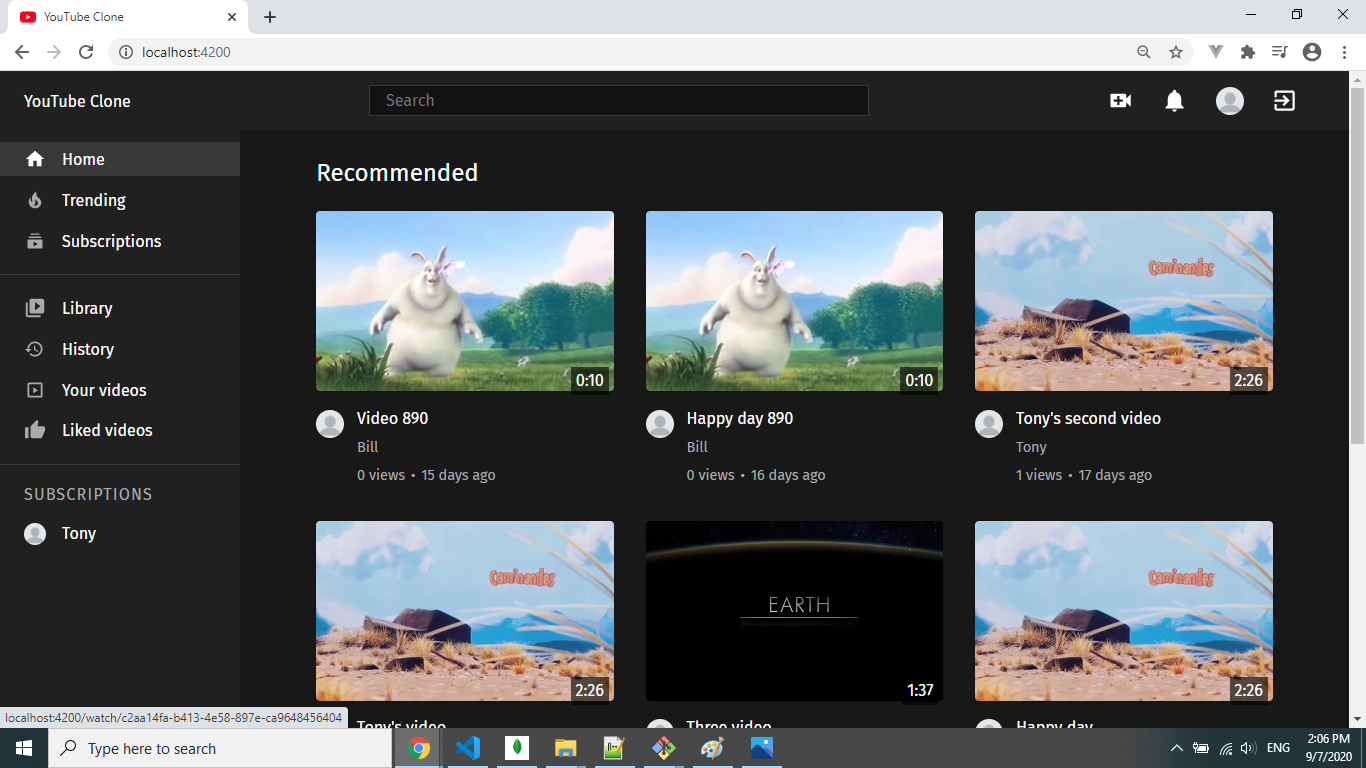 YouTube Clone
localhost:4200
YouTube Clone
Search
Home
Trending
Subscriptions
Library
History
Your videos
Liked videos
SUBSCRIPTIONS
Tony
Recommended
0:10
0:10
Caminandes
2:26
Video 890
Happy day 890
Tony's second video
Bill
Bill
Tony
0 views • 15 days ago
0 views • 16 days ago
1 views • 17 days ago
Caminandes
2:26
EARTH
1:37
Caminandes
2:26
Tony's video
Three video
Happy day
localhost:4200/watch/c2aa14fa-b413-4e58-897e-ca9648456404
Type here to search
ENG
2:06 PM
9/7/2020